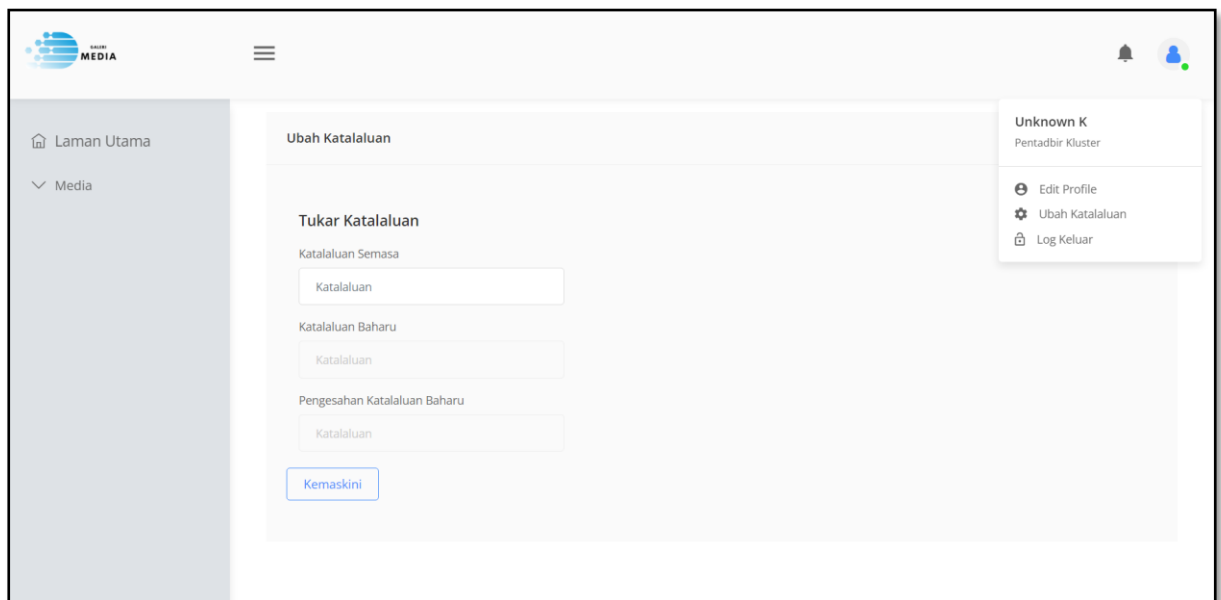 GALERI
MEDIA
Laman Utama
Media
Ubah Katalaluan
Tukar Katalaluan
Katalaluan Semasa
Katalaluan
Katalaluan Baharu
Katalaluan
Pengesahan Katalaluan Baharu
Katalaluan
Kemaskini
Unknown K
Pentadbir Kluster
Edit Profile
Ubah Katalaluan
Log Keluar